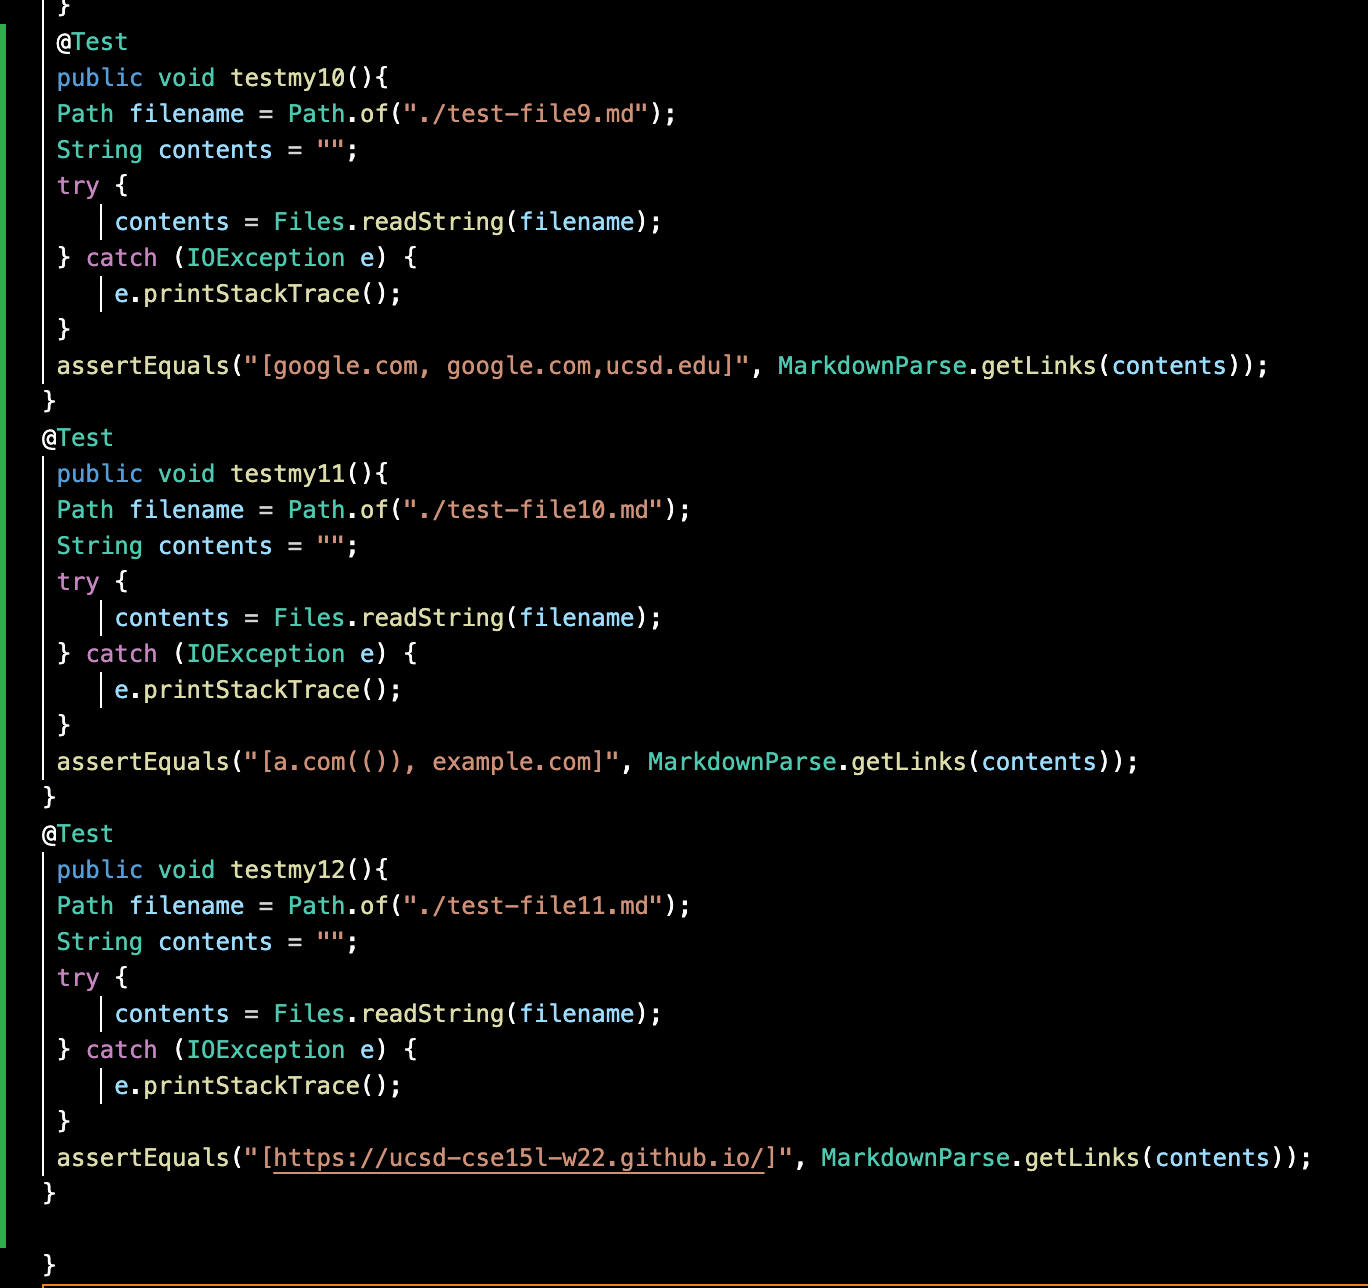 }
@Test
public void testmy10(){
Path filename = Path.of("./test-file9.md");
String contents = "";
try {
contents = Files.readString(filename);
} catch (IOException e) {
e.printStackTrace();
}
assertEquals("[google.com, google.com,ucsd.edu]", MarkdownParse.getLinks(contents));
}
@Test
public void testmy11(){
Path filename = Path.of("./test-file10.md");
String contents = "";
try {
contents = Files.readString(filename);
} catch (IOException e) {
e.printStackTrace();
}
assertEquals("[a.com(()), example.com]", MarkdownParse.getLinks(contents));
}
@Test
public void testmy12(){
Path filename = Path.of("./test-file11.md");
String contents = "";
try {
contents = Files.readString(filename);
} catch (IOException e) {
e.printStackTrace();
}
assertEquals("[https://ucsd-cse15l-w22.github.io/]", MarkdownParse.getLinks(contents));
}
}